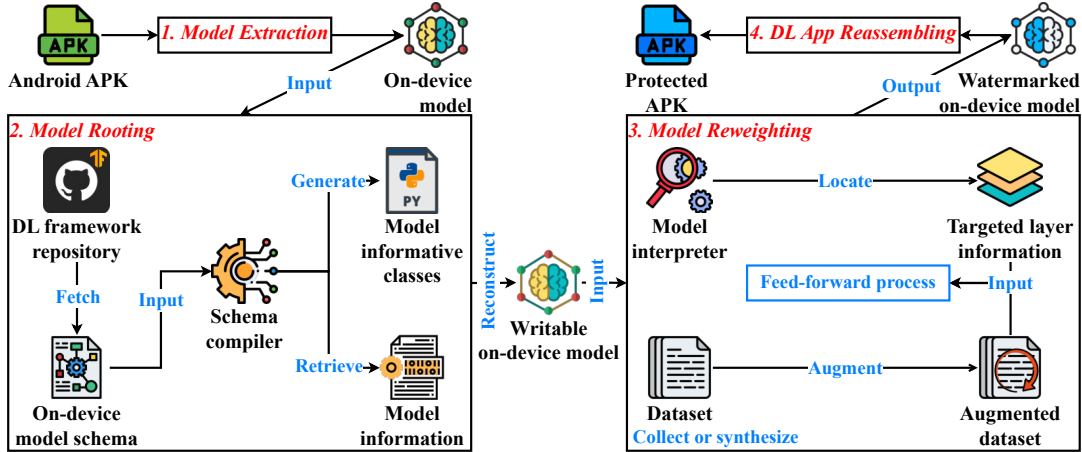 APK
Android APK
1. Model Extraction
On-device
model
Input
2. Model Rooting
DL framework
repository
Fetch
On-device
model schema
Input
Schema
compiler
Generate
PY
Model
informative
classes
Retrieve
Model
information
Reconstruct
Writable
on-device model
Input
APK
Protected
APK
4. DL App Reassembling
Watermarked
on-device model
Output
3. Model Reweighting
Model
interpreter
Locate
Targeted layer
information
Feed-forward process
Input
Dataset
Collect or synthesize
Augment
Augmented
dataset